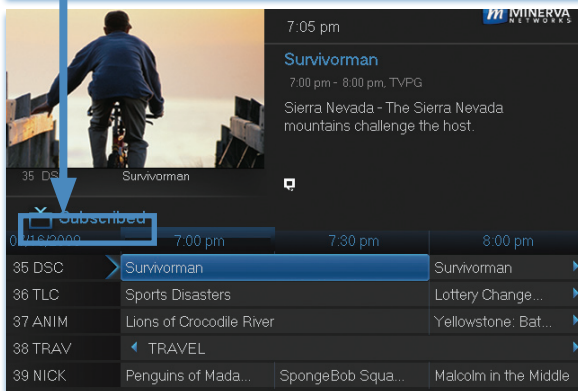 MINERVA
NETWORKS
7:05 pm
Survivorman
7:00 pm - 8:00 pm, TVPG
Sierra Nevada - The Sierra Nevada
mountains challenge the host.
35 DSC Survivorman
Subscribed
7:00 pm 7:30 pm 8:00 pm
35 DSC Survivorman Survivorman
36 TLC Sports Disasters Lottery Change...
37 ANIM Lions of Crocodile River Yellowstone: Bat...
38 TRAV TRAVEL
39 NICK Penguins of Mada... SpongeBob Squa... Malcolm in the Middle